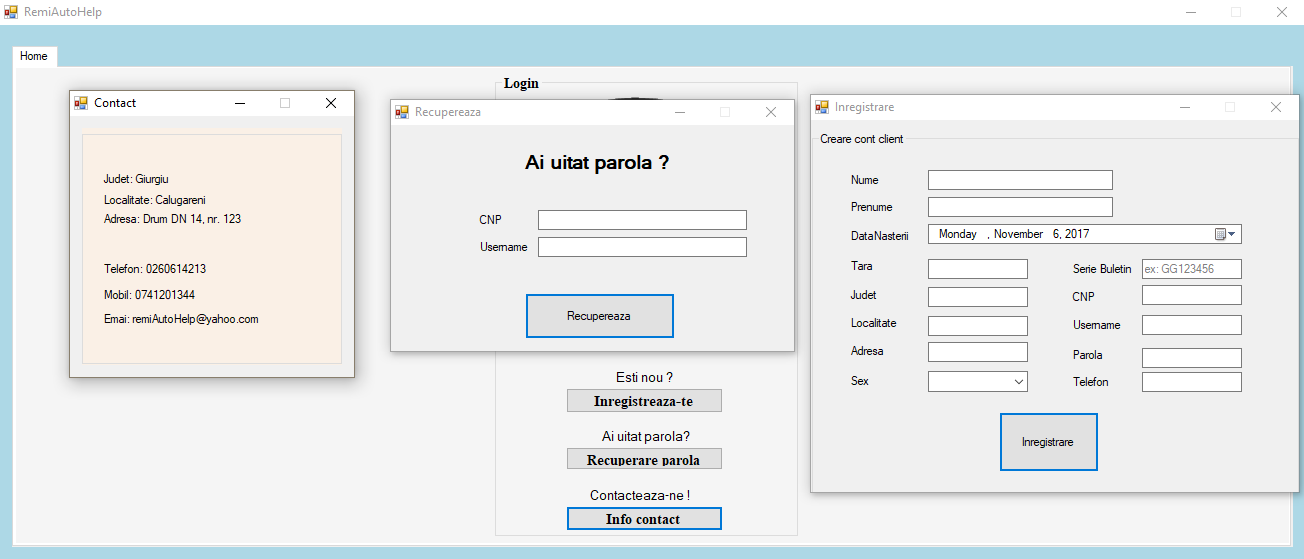 RemiAutoHelp
Home
Login
Contact
Judet: Giurgiu
Localitate: Calugareni
Adresa: Drum DN 14, nr. 123
Telefon: 0260614213
Mobil: 0741201344
Emai: remiAutoHelp@yahoo.com
Recupereaza
Ai uitat parola ?
CNP
Username
Recupereaza
Esti nou ?
Inregistreaza-te
Ai uitat parola?
Recuperare parola
Contacteaza-ne !
Info contact
Inregistrare
Creare cont client
Nume
Prenume
DataNasterii Monday , November 6, 2017
Tara
Judet
Localitate
Adresa
Sex
Serie Buletin ex: GG123456
CNP
Username
Parola
Telefon
Inregistrare